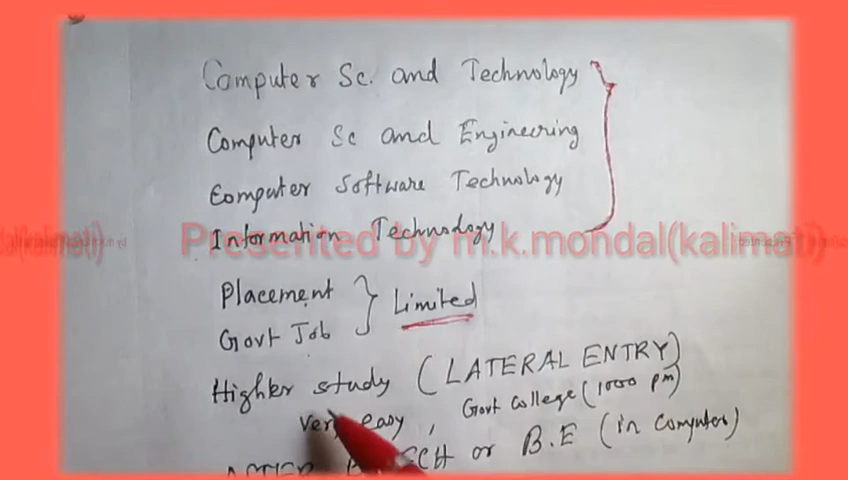 Computer Sc. and Technology
Computer Sc and Engineering
Computer Software Technology
Information Technology
Presented by m.k.mondal(kalimati)
Placement
Limited
Govt Job
Higher study (LATERAL ENTRY)
Very easy, Govt College (1000 pm)
or B.E (in Computer)